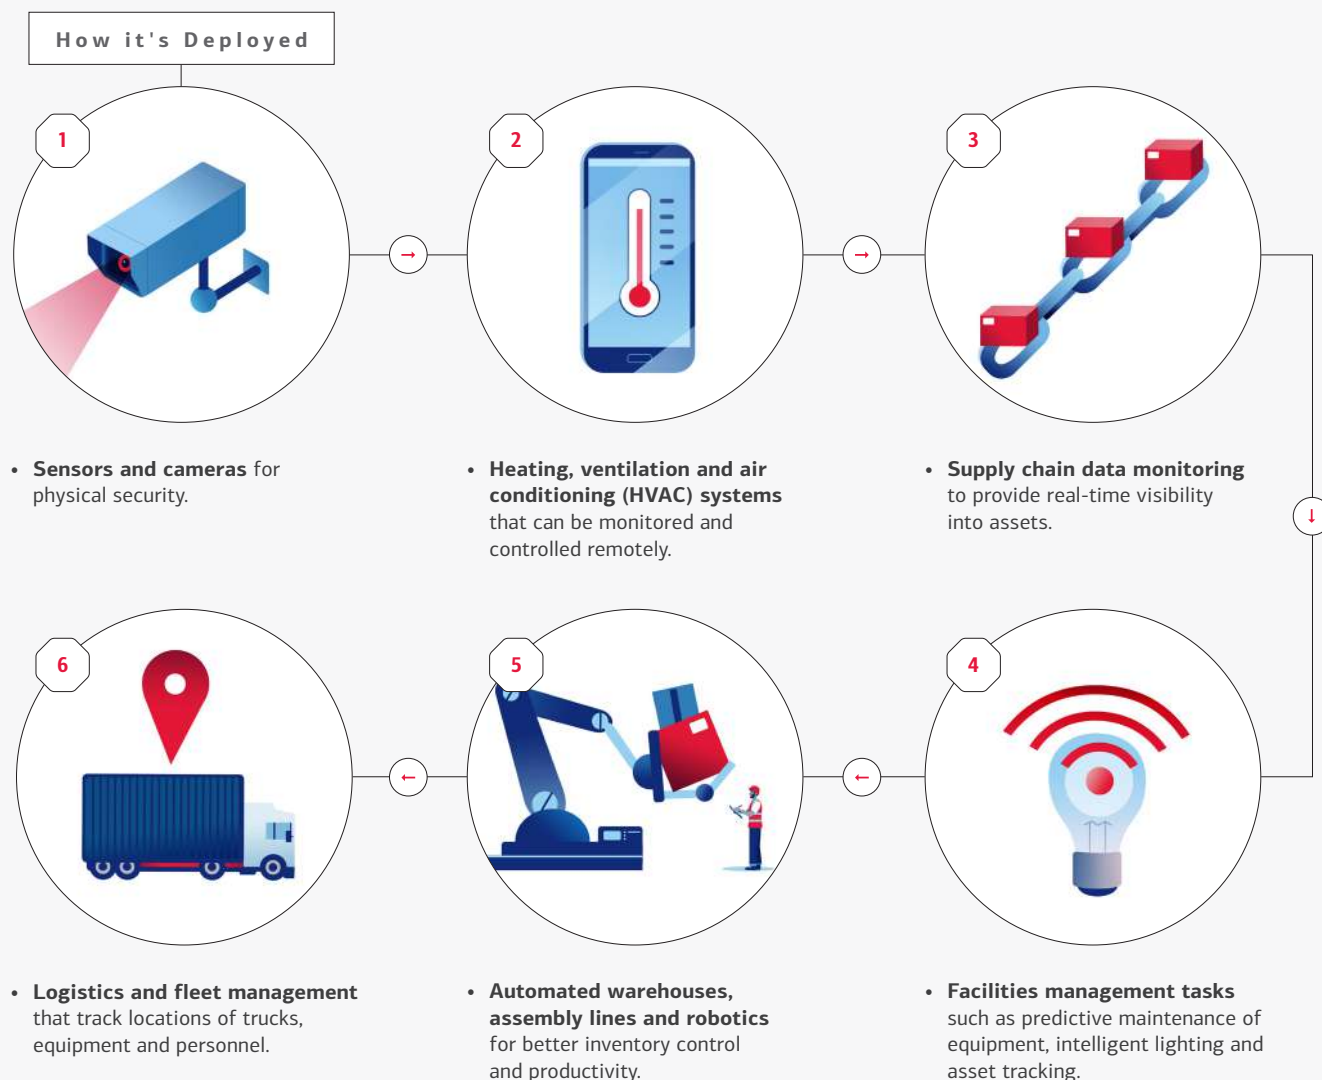 How it's Deployed
1
2
3
• Sensors and cameras for
physical security.
• Heating, ventilation and air
conditioning (HVAC) systems
that can be monitored and
controlled remotely.
• Supply chain data monitoring
to provide real-time visibility
into assets.
4
5
6
• Facilities management tasks
such as predictive maintenance of
equipment, intelligent lighting and
asset tracking.
• Automated warehouses,
assembly lines and robotics
for better inventory control
and productivity.
• Logistics and fleet management
that track locations of trucks,
equipment and personnel.